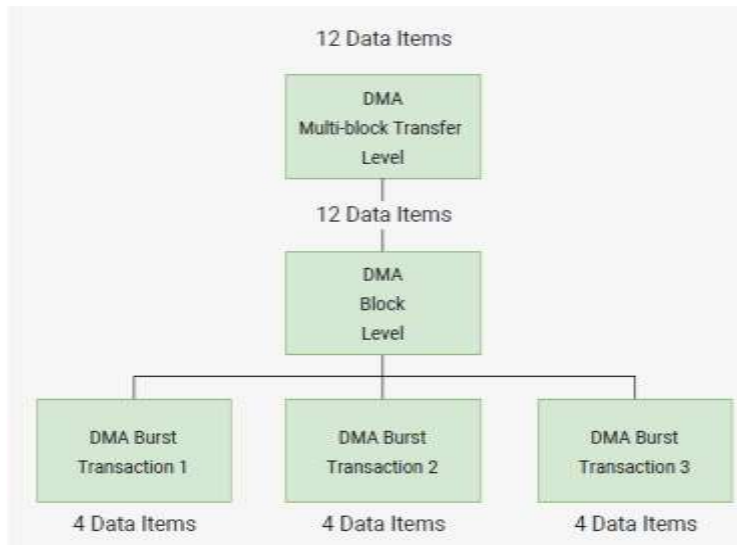 12 Data Items
DMA
Multi-block Transfer
Level
12 Data Items
DMA
Block
Level
DMA Burst
Transaction 1
DMA Burst
Transaction 2
DMA Burst
Transaction 3
4 Data Items
4 Data Items
4 Data Items